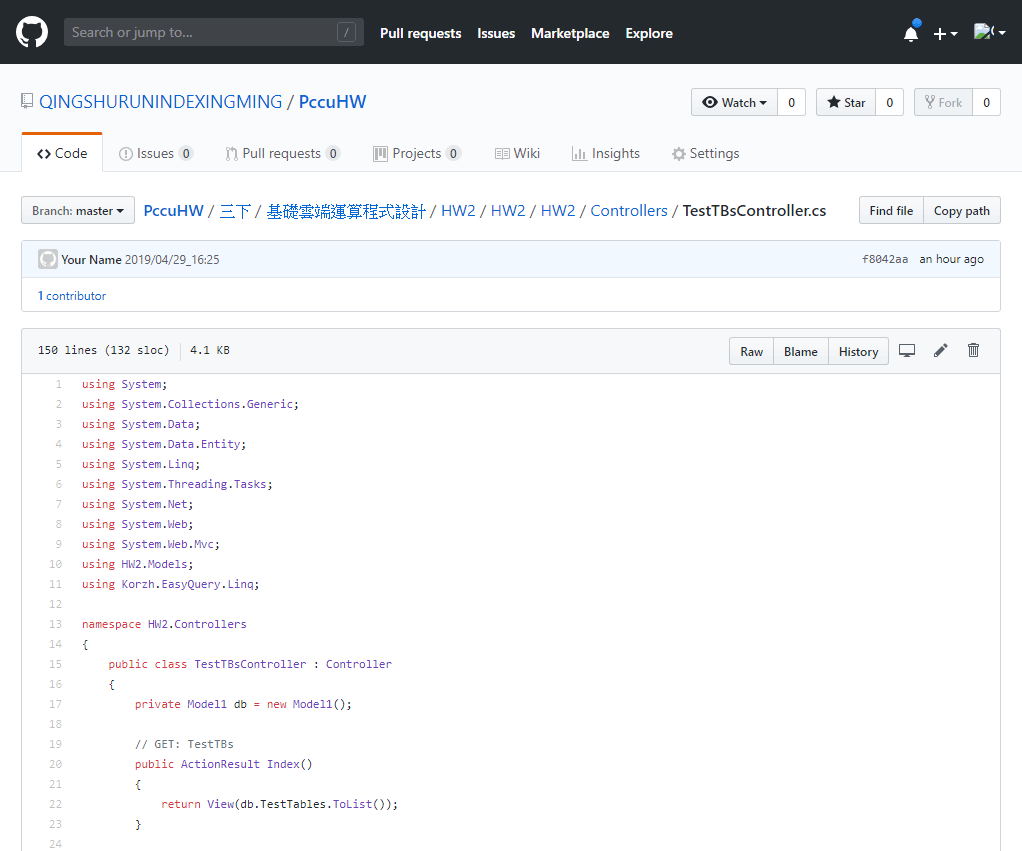 Search or jump to... / Pull requests Issues Marketplace Explore
QINGSHURUNINDEXINGMING / PccuHW Watch 0 Star 0 Fork 0
Code Issues 0 Pull requests 0 Projects 0 Wiki Insights Settings
Branch: master PccuHW / 三下 / 基礎雲端運算程式設計 / HW2 / HW2 / HW2 / Controllers / TestTBsController.cs Find file Copy path
Your Name 2019/04/29_16:25 f8042aa an hour ago
1 contributor
150 lines (132 sloc) 4.1 KB Raw Blame History
1 using System;
2 using System.Collections.Generic;
3 using System.Data;
4 using System.Data.Entity;
5 using System.Linq;
6 using System.Threading.Tasks;
7 using System.Net;
8 using System.Web;
9 using System.Web.Mvc;
10 using HW2.Models;
11 using Korzh.EasyQuery.Linq;
12
13 namespace HW2.Controllers
14 {
15     public class TestTBsController : Controller
16     {
17         private Model1 db = new Model1();
18
19         // GET: TestTBs
20         public ActionResult Index()
21         {
22             return View(db.TestTables.ToList());
23         }
24